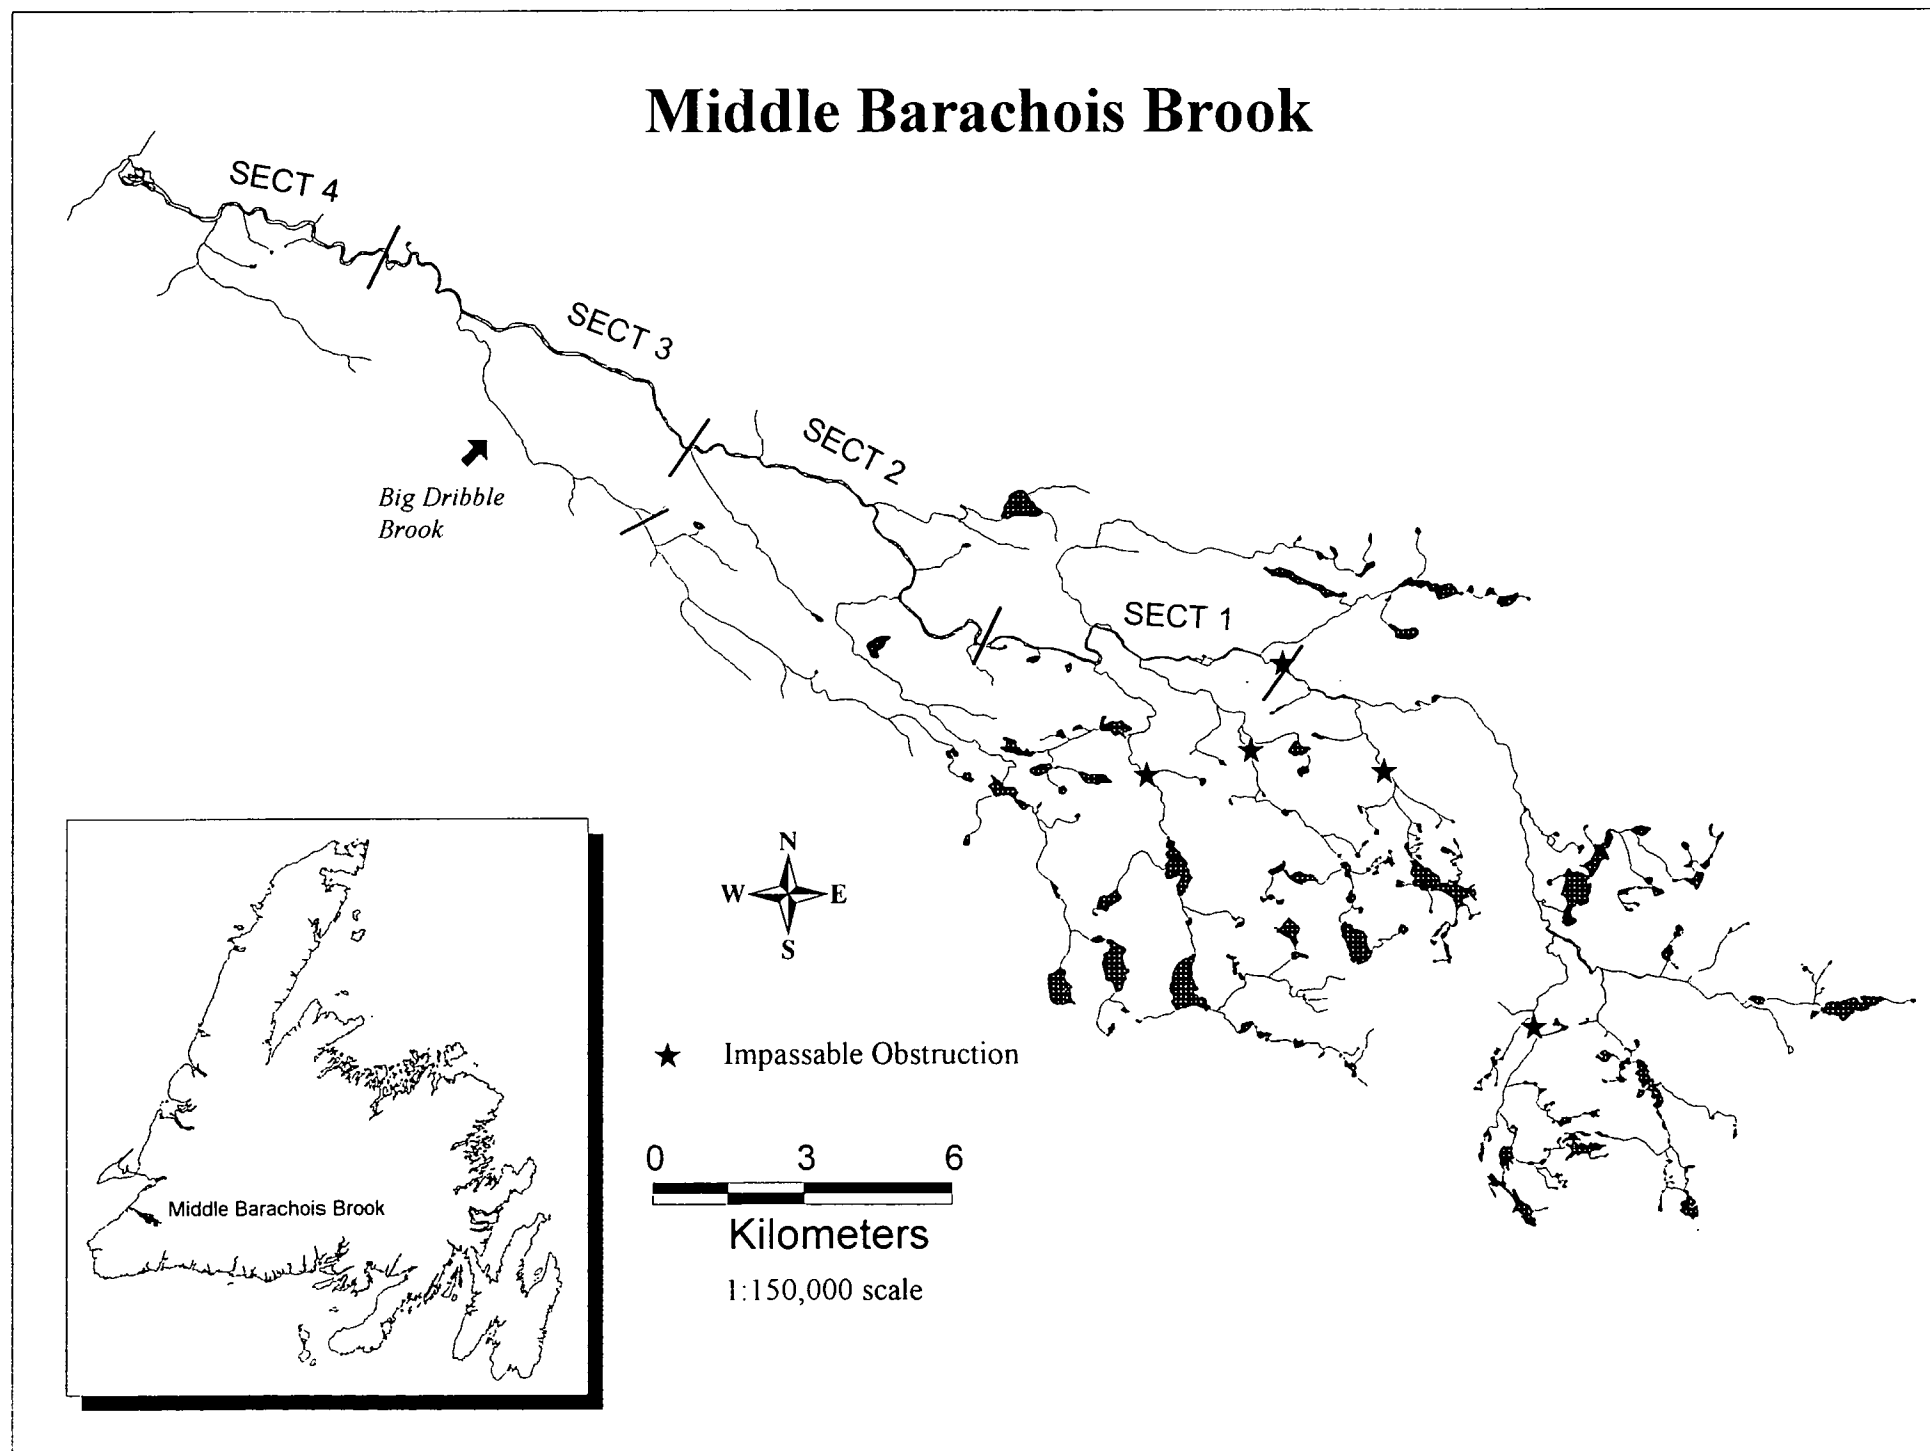 Middle Barachois Brook
SECT 4
SECT 3
SECT 2
Big Dribble
Brook
SECT 1
N
W E
S
Impassable Obstruction
0 3 6
Kilometers
1:150,000 scale
Middle Barachois Brook